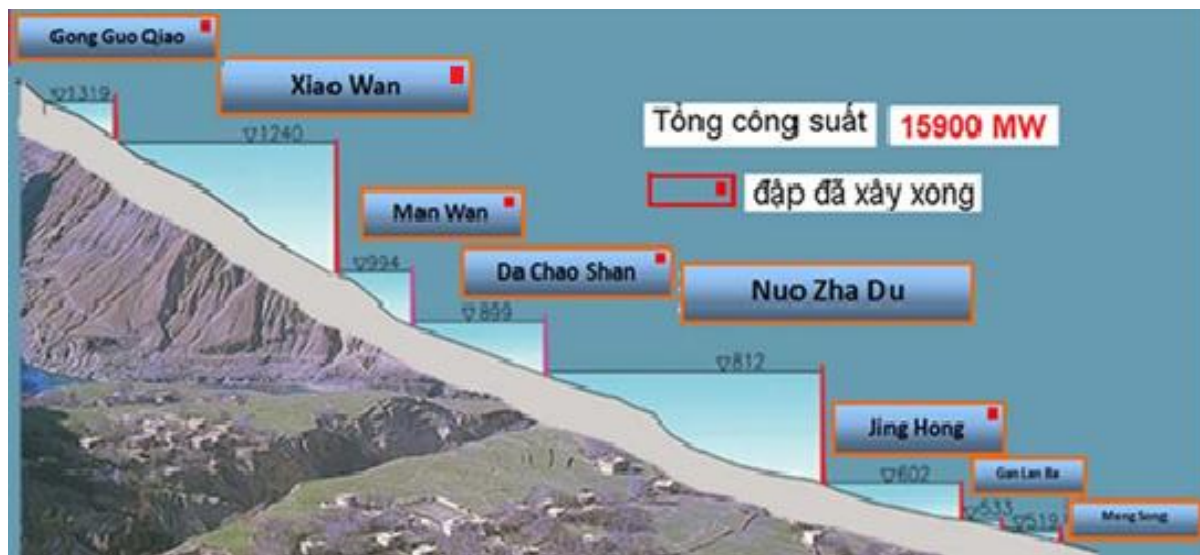 Gong Guo Qiao
Xiao Wan
▽1319
▽1240
Tổng công suất 15900 MW
đập đã xây xong
Man Wan
▽994
Da Chao Shan
Nuo Zha Du
▽899
▽812
Jing Hong
▽602
Gan Lan Ba
▽533
▽519
Meng Song